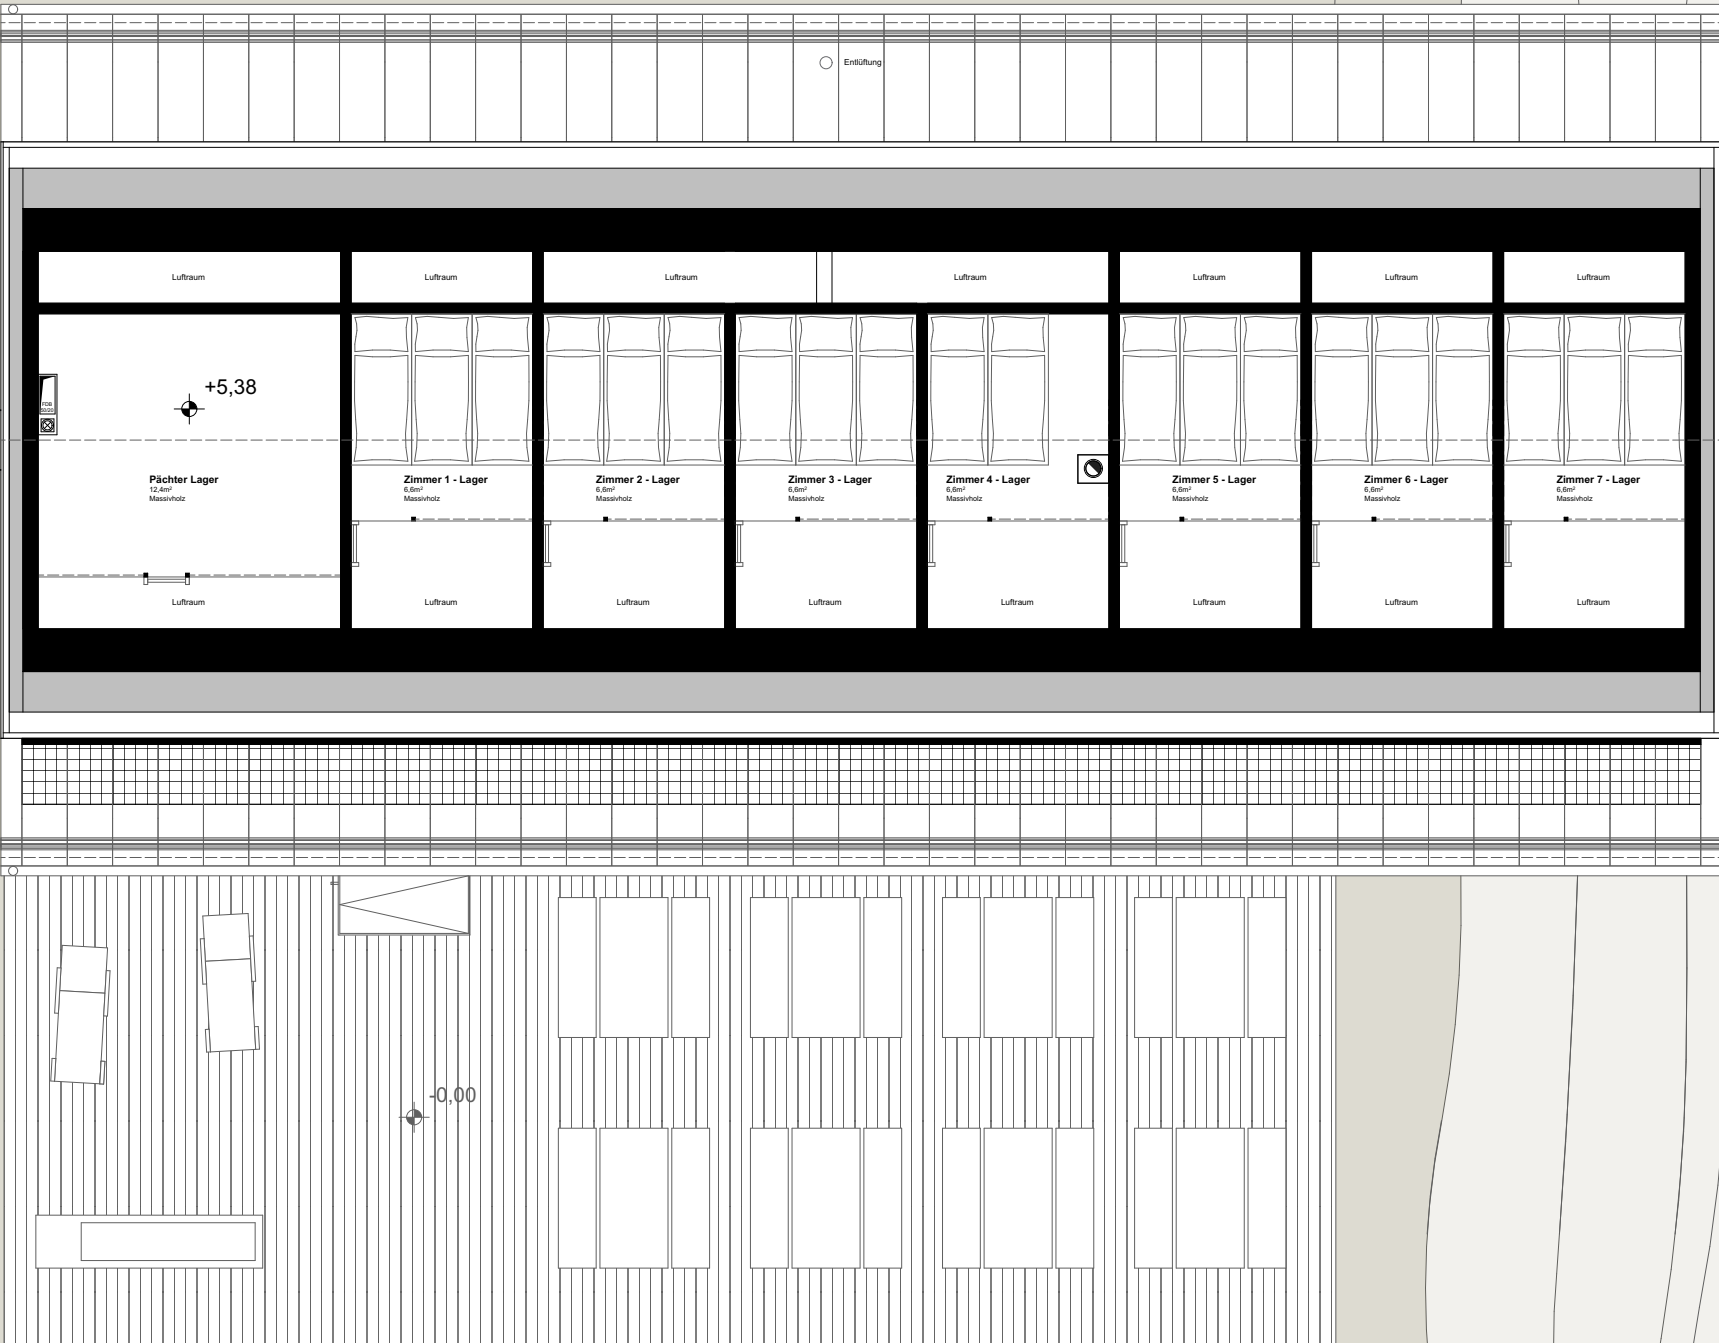 Entlüftung
Luftraum
Luftraum
Luftraum
Luftraum
Luftraum
Luftraum
Luftraum
+5,38
FDB
50/20
Pächter Lager
12,4m²
Massivholz
Zimmer 1 - Lager
6,6m²
Massivholz
Zimmer 2 - Lager
6,6m²
Massivholz
Zimmer 3 - Lager
6,6m²
Massivholz
Zimmer 4 - Lager
6,6m²
Massivholz
Zimmer 5 - Lager
6,6m²
Massivholz
Zimmer 6 - Lager
6,6m²
Massivholz
Zimmer 7 - Lager
6,6m²
Massivholz
Luftraum
Luftraum
Luftraum
Luftraum
Luftraum
Luftraum
Luftraum
Luftraum
-0,00